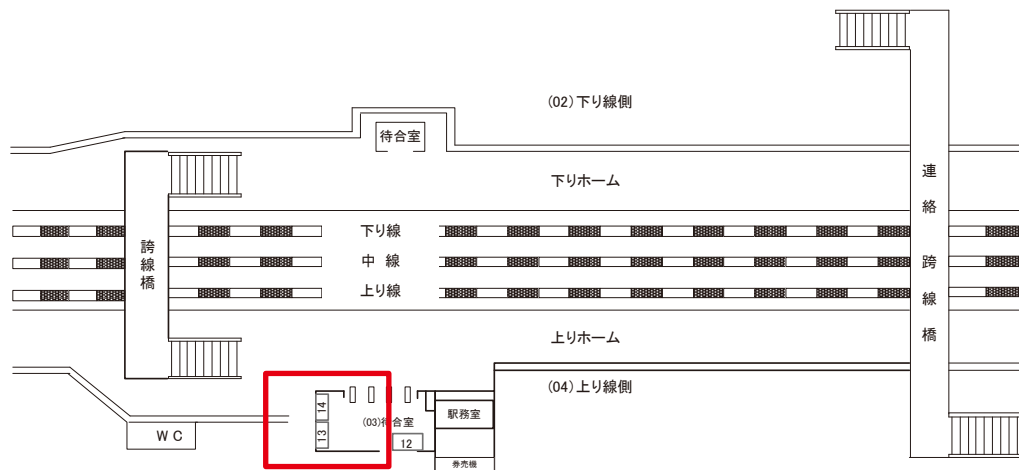 (02)下り線側
待合室
下りホーム
下り線
中 線
上り線
誇線橋
連絡跨線橋
上りホーム
(04)上り線側
14
13
(03)待合室
12
駅務室
券売機
ＷＣ